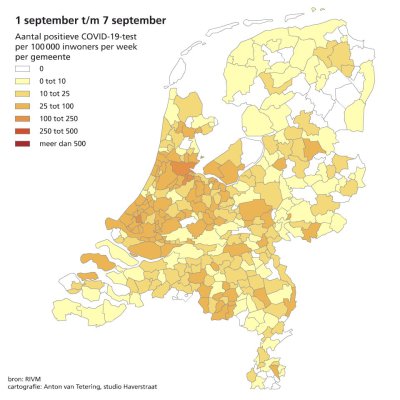 1 september t/m 7 september
Aantal positieve COVID-19-test
per 100 000 inwoners per week
per gemeente
0
0 tot 10
10 tot 25
25 tot 100
100 tot 250
250 tot 500
meer dan 500
bron: RIVM
cartografie: Anton van Tetering, studio Haverstraat